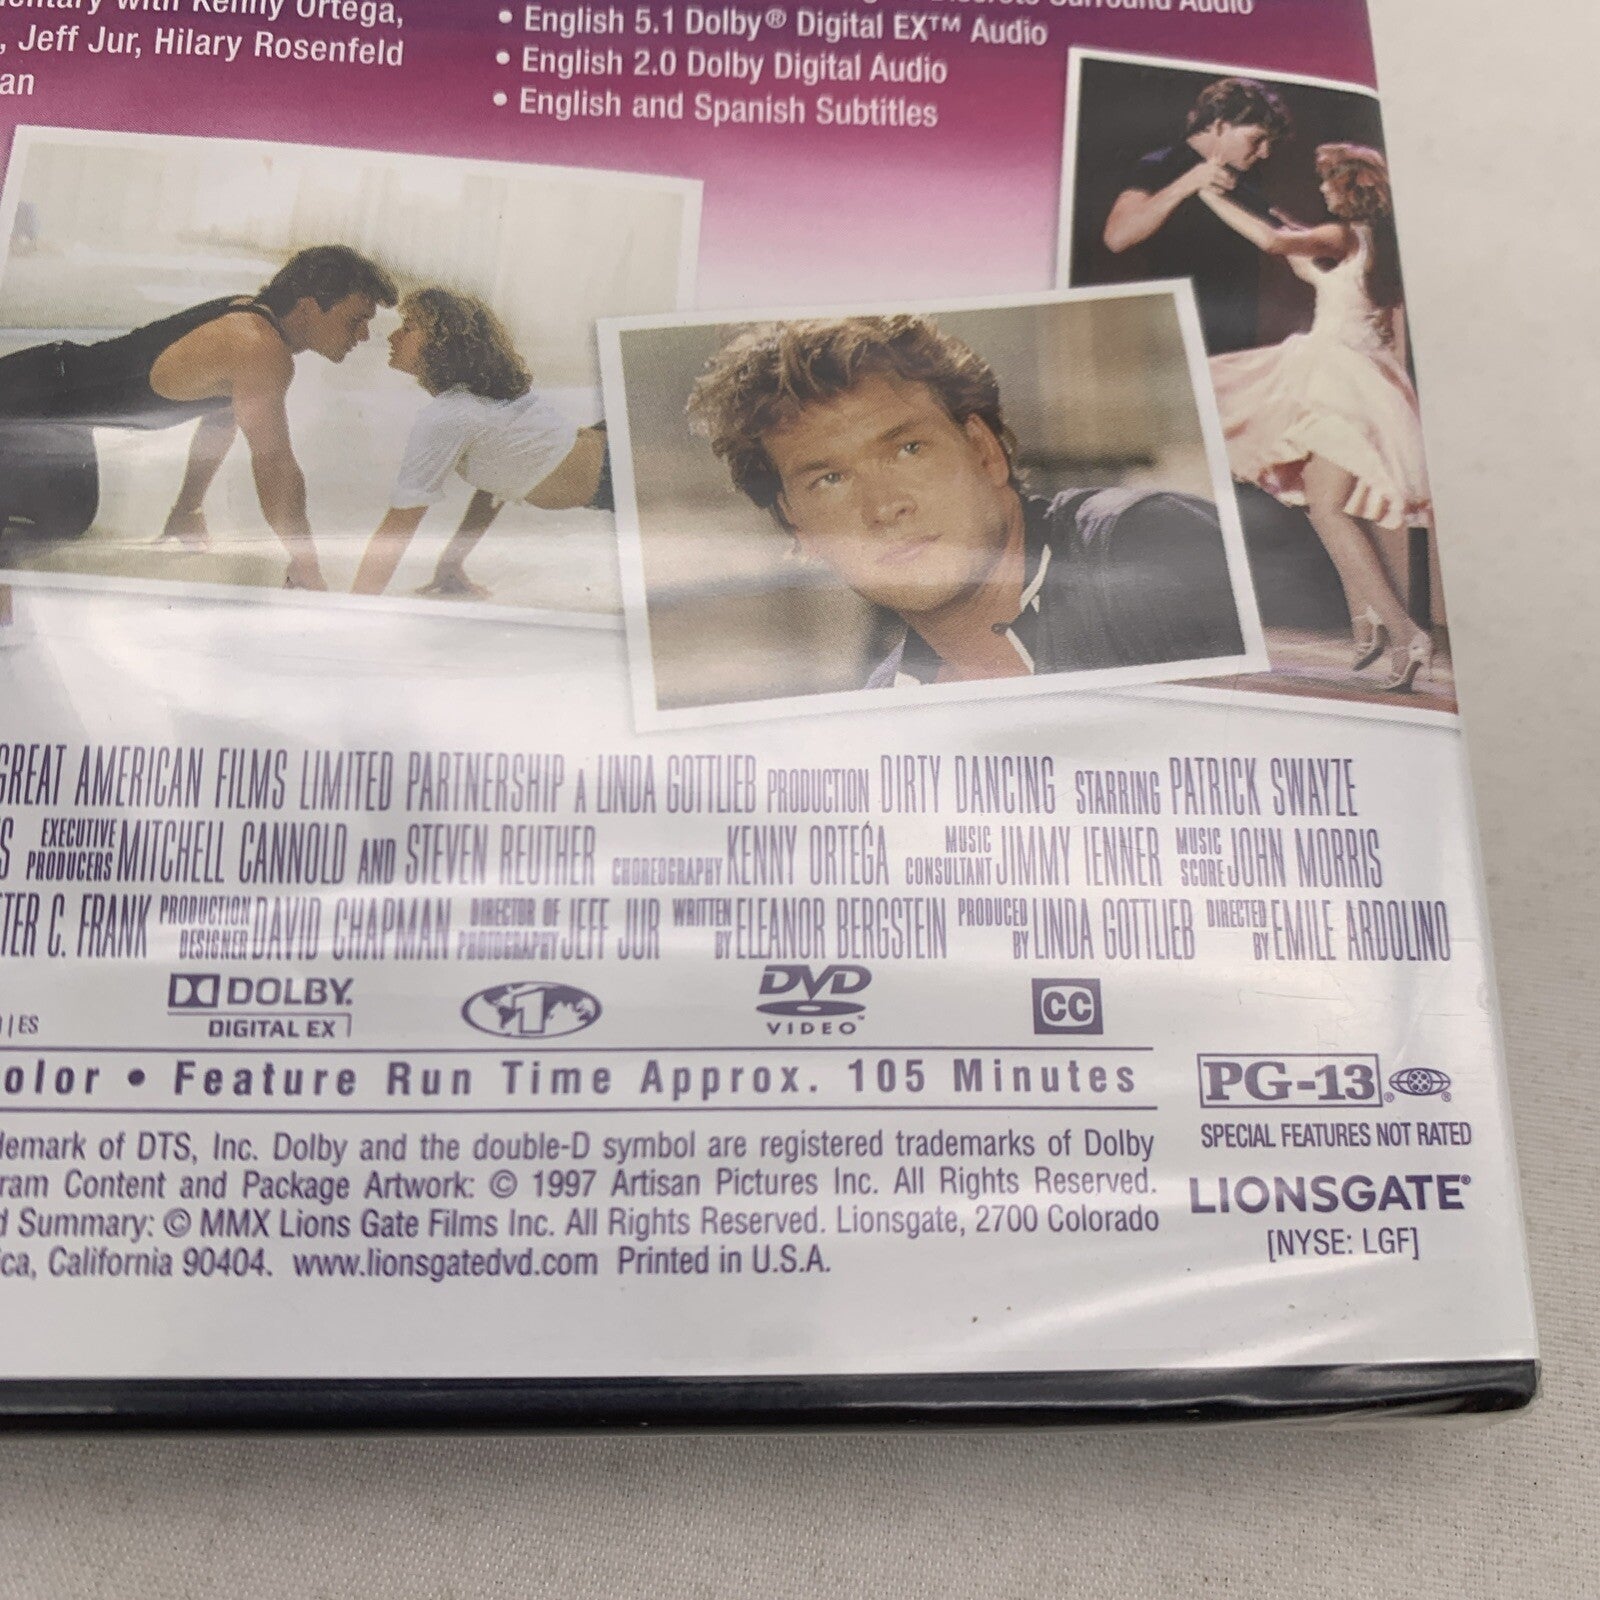 mentary with Kenny Ortega,
, Jeff Jur, Hilary Rosenfeld
an
Surround Audio
• English 5.1 Dolby® Digital EX™ Audio
• English 2.0 Dolby Digital Audio
• English and Spanish Subtitles
GREAT AMERICAN FILMS LIMITED PARTNERSHIP A LINDA GOTTLIEB PRODUCTION DIRTY DANCING STARRING PATRICK SWAYZE
S EXECUTIVE PRODUCERS MITCHELL CANNOLD AND STEVEN REUTHER CHOREOGRAPHY KENNY ORTEGA MUSIC CONSULTANT JIMMY IENNER MUSIC SCORE JOHN MORRIS
TER C. FRANK PRODUCTION DESIGNER DAVID CHAPMAN DIRECTOR OF PHOTOGRAPHY JEFF JUR WRITTEN BY ELEANOR BERGSTEIN PRODUCED BY LINDA GOTTLIEB DIRECTED BY EMILE ARDOLINO
| ES
DOLBY
DIGITAL EX
1
DVD
VIDEO™
CC
olor • Feature Run Time Approx. 105 Minutes
PG-13®
®
SPECIAL FEATURES NOT RATED
LIONSGATE®
[NYSE: LGF]
demark of DTS, Inc. Dolby and the double-D symbol are registered trademarks of Dolby
ram Content and Package Artwork: © 1997 Artisan Pictures Inc. All Rights Reserved.
d Summary: © MMX Lions Gate Films Inc. All Rights Reserved. Lionsgate, 2700 Colorado
ca, California 90404. www.lionsgatedvd.com Printed in U.S.A.